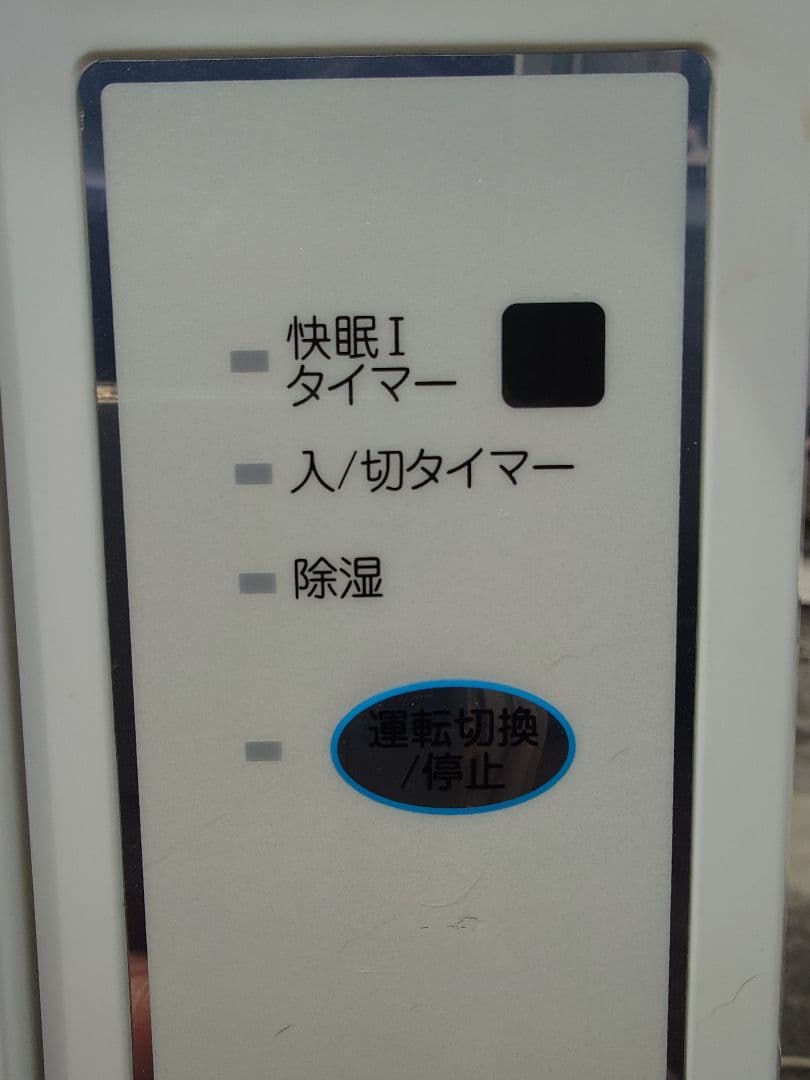 快眠I
タイマー
入/切タイマー
除湿
運転切換
/停止